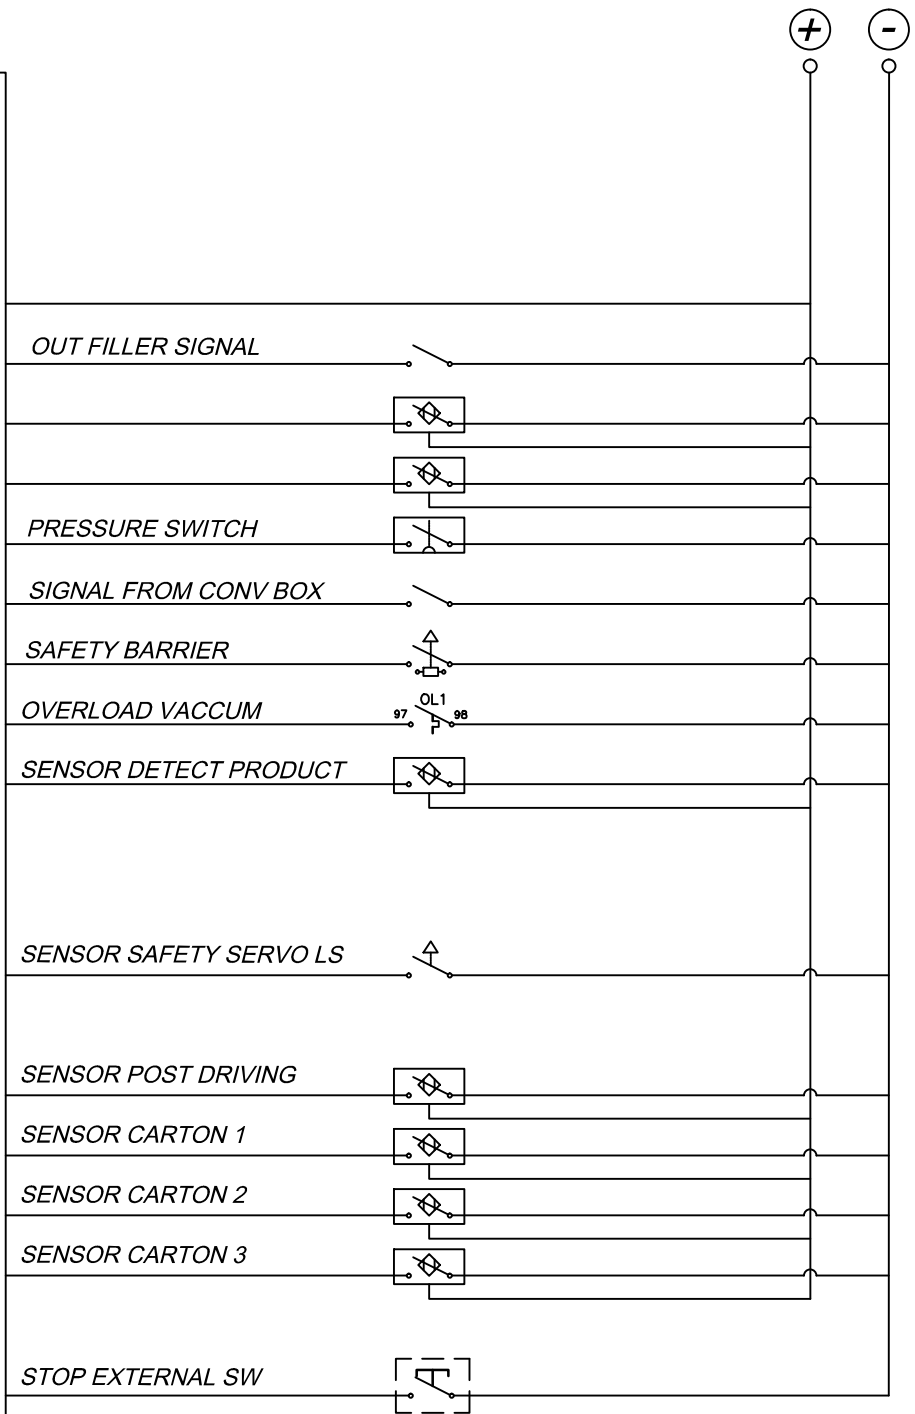 + -
OUT FILLER SIGNAL
PRESSURE SWITCH
SIGNAL FROM CONV BOX
SAFETY BARRIER
OL1
OVERLOAD VACCUM 97 98
SENSOR DETECT PRODUCT
SENSOR SAFETY SERVO LS
SENSOR POST DRIVING
SENSOR CARTON 1
SENSOR CARTON 2
SENSOR CARTON 3
STOP EXTERNAL SW